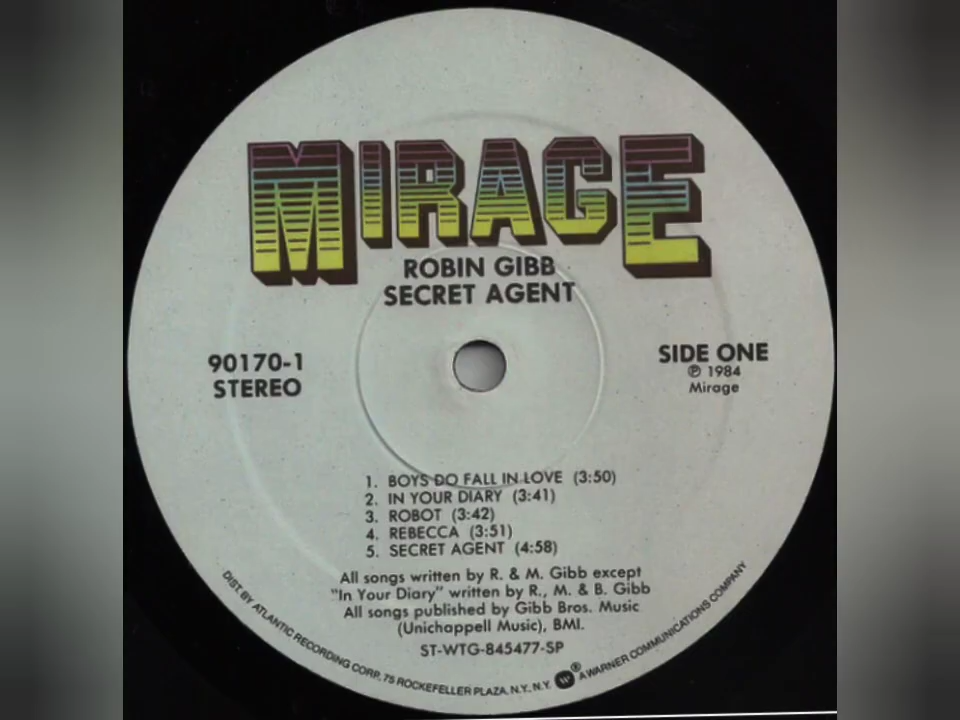 MIRAGE
ROBIN GIBB
SECRET AGENT
90170-1
STEREO
SIDE ONE
℗ 1984
Mirage
1. BOYS DO FALL IN LOVE (3:50)
2. IN YOUR DIARY (3:41)
3. ROBOT (3:42)
4. REBECCA (3:51)
5. SECRET AGENT (4:58)
All songs written by R. & M. Gibb except
"In Your Diary" written by R., M. & B. Gibb
All songs published by Gibb Bros. Music
(Unichappell Music), BMI.
ST-WTG-845477-SP
DIST. BY ATLANTIC RECORDING CORP., 75 ROCKEFELLER PLAZA, N.Y., N.Y. W ® A WARNER COMMUNICATIONS COMPANY